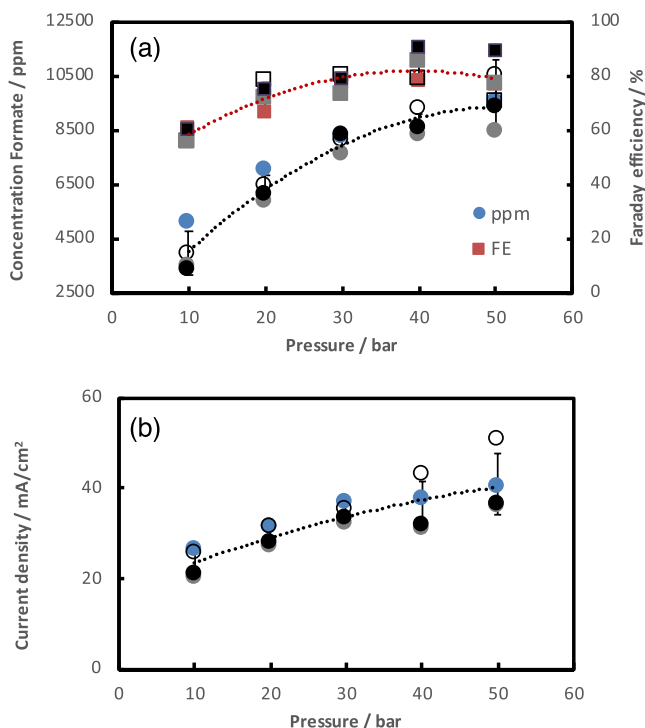 (a)
Concentration Formate / ppm
12500
10500
8500
6500
4500
2500
100
80
60
40
20
0
Faraday efficiency / %
ppm
FE
0 10 20 30 40 50 60
Pressure / bar
(b)
Current density / mA/cm²
60
40
20
0
0 10 20 30 40 50 60
Pressure / bar